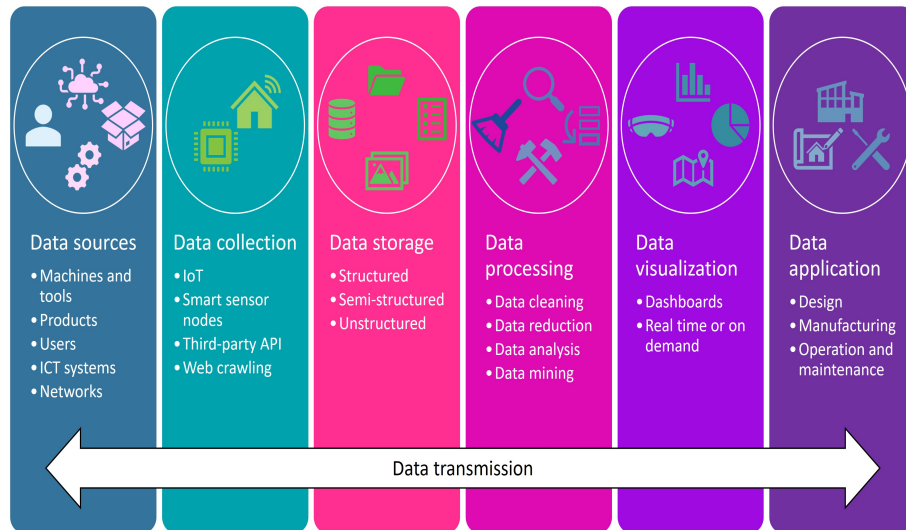 Data sources
• Machines and
tools
• Products
• Users
• ICT systems
• Networks
Data collection
• IoT
• Smart sensor
nodes
• Third-party API
• Web crawling
Data storage
• Structured
• Semi-structured
• Unstructured
Data
processing
• Data cleaning
• Data reduction
• Data analysis
• Data mining
Data
visualization
• Dashboards
• Real time or on
demand
Data
application
• Design
• Manufacturing
• Operation and
maintenance
Data transmission